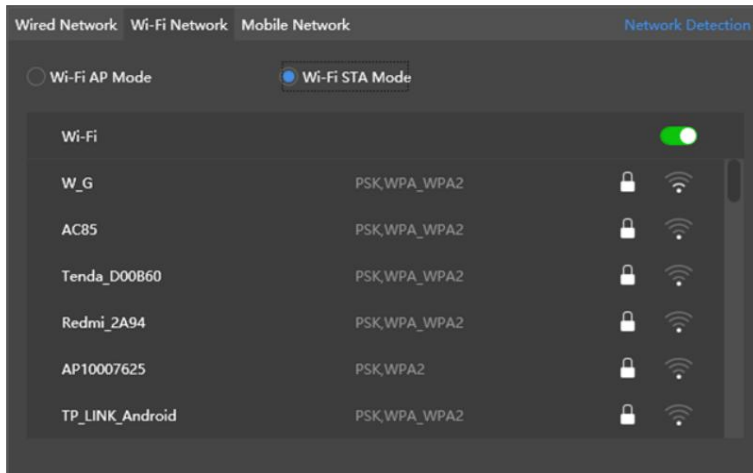 Wired Network Wi-Fi Network Mobile Network Network Detection
Wi-Fi AP Mode Wi-Fi STA Mode
Wi-Fi
W_G PSK,WPA_WPA2
AC85 PSK,WPA_WPA2
Tenda_D00B60 PSK,WPA_WPA2
Redmi_2A94 PSK,WPA_WPA2
AP10007625 PSK,WPA2
TP_LINK_Android PSK,WPA_WPA2